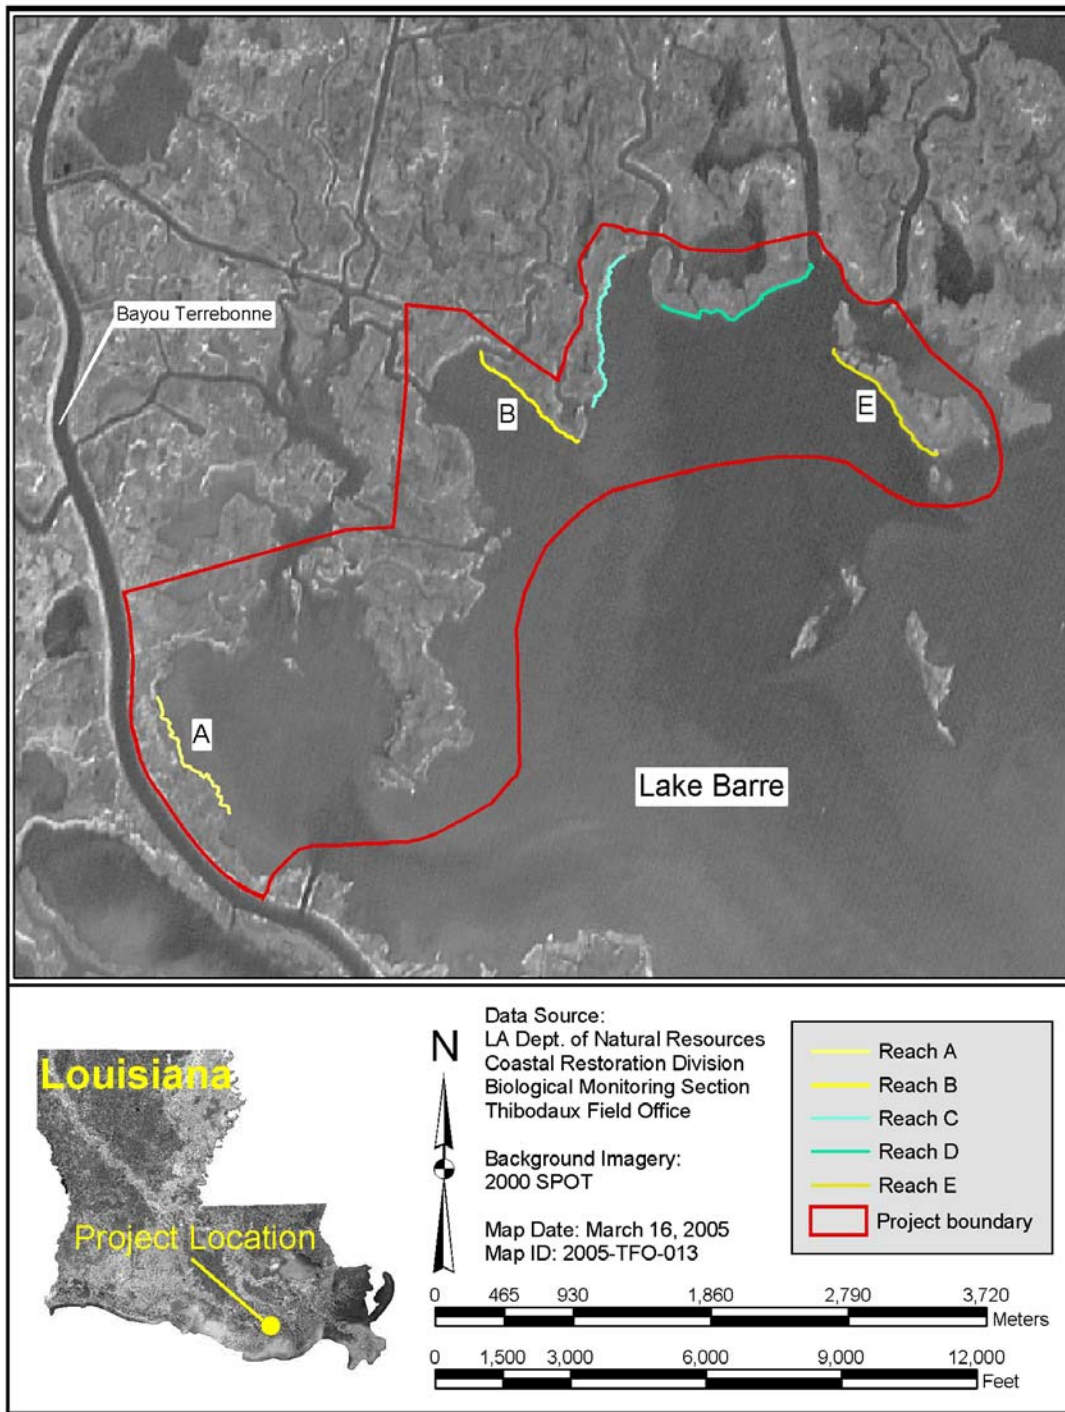 Bayou Terrebonne
B
E
A
Lake Barre
Louisiana
Project Location
N
Data Source:
LA Dept. of Natural Resources
Coastal Restoration Division
Biological Monitoring Section
Thibodaux Field Office
Background Imagery:
2000 SPOT
Map Date: March 16, 2005
Map ID: 2005-TFO-013
Reach A
Reach B
Reach C
Reach D
Reach E
Project boundary
0 465 930 1,860 2,790 3,720
Meters
0 1,500 3,000 6,000 9,000 12,000
Feet